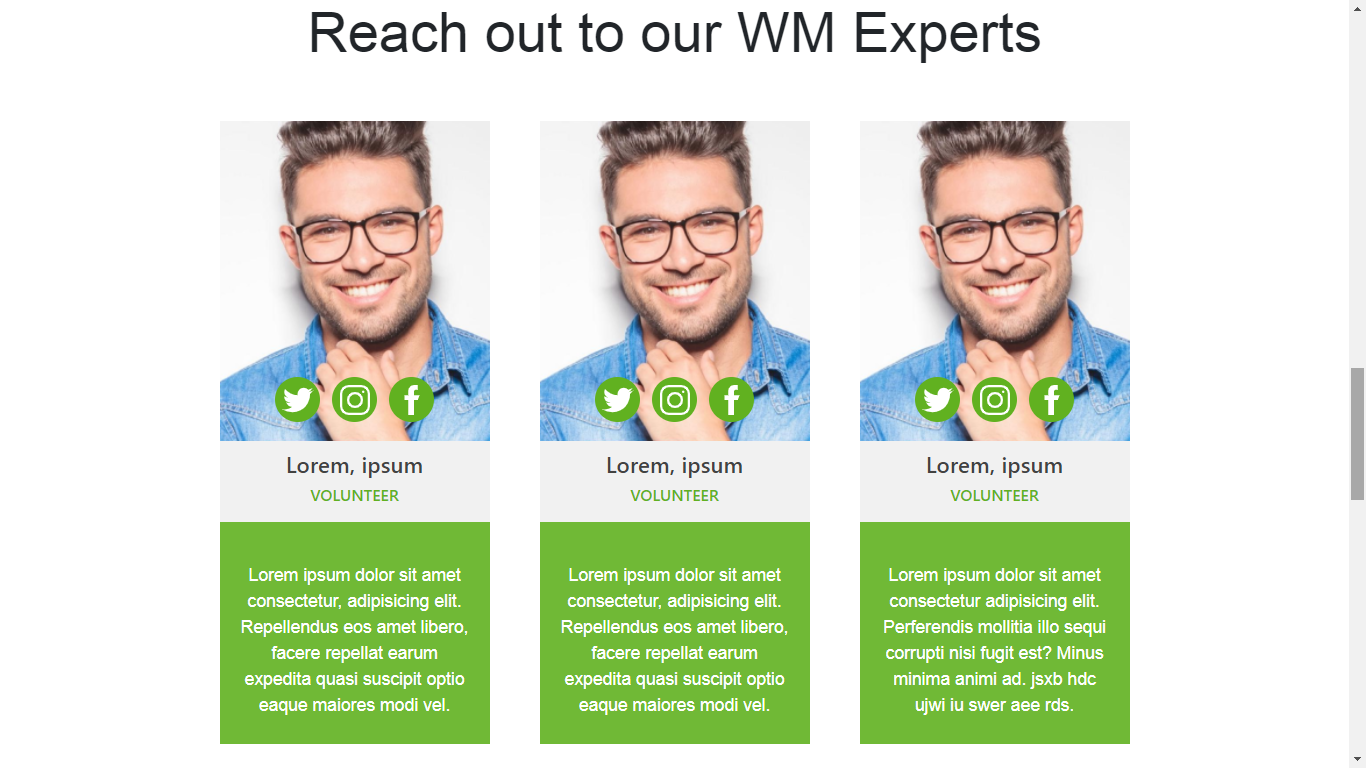 Reach out to our WM Experts
Lorem, ipsum
VOLUNTEER
Lorem ipsum dolor sit amet
consectetur, adipisicing elit.
Repellendus eos amet libero,
facere repellat earum
expedita quasi suscipit optio
eaque maiores modi vel.
Lorem, ipsum
VOLUNTEER
Lorem ipsum dolor sit amet
consectetur, adipisicing elit.
Repellendus eos amet libero,
facere repellat earum
expedita quasi suscipit optio
eaque maiores modi vel.
Lorem, ipsum
VOLUNTEER
Lorem ipsum dolor sit amet
consectetur adipisicing elit.
Perferendis mollitia illo sequi
corrupti nisi fugit est? Minus
minima animi ad. jsxb hdc
ujwi iu swer aee rds.